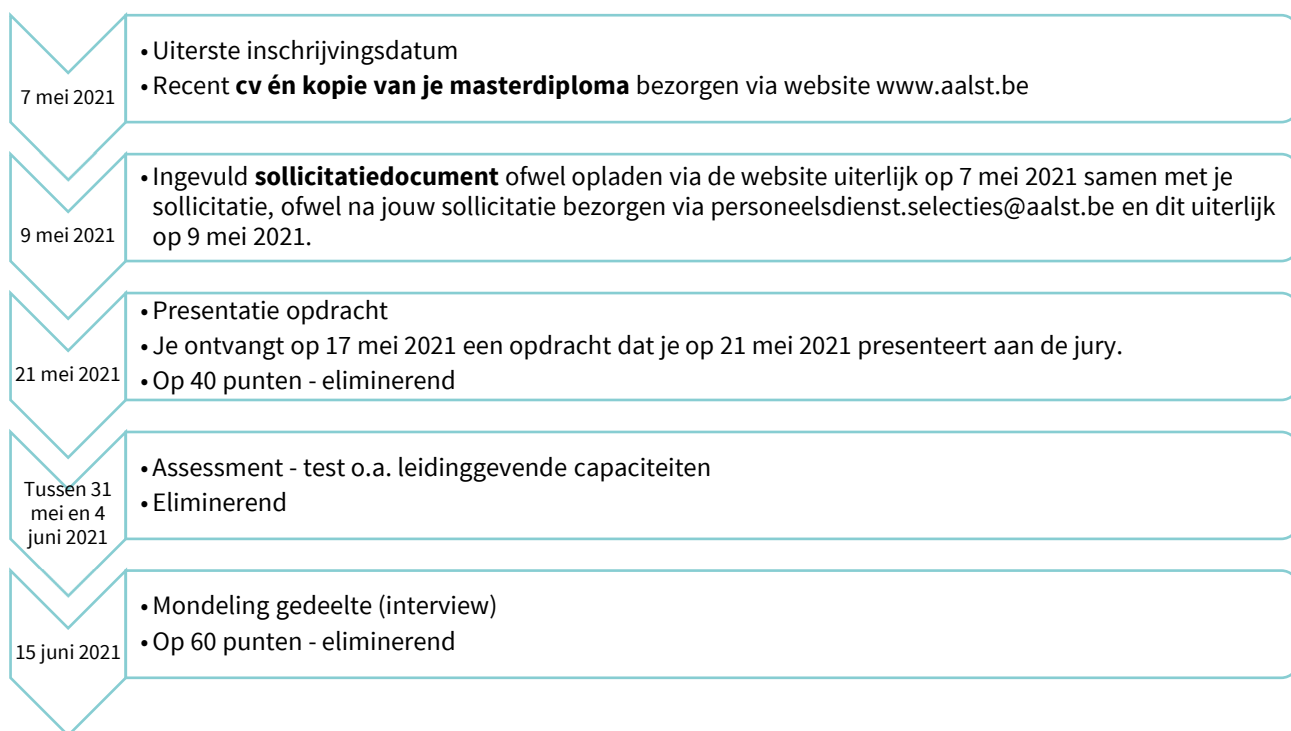 7 mei 2021
•Uiterste inschrijvingsdatum
•Recent cv én kopie van je masterdiploma bezorgen via website www.aalst.be
9 mei 2021
•Ingevuld sollicitatiedocument ofwel opladen via de website uiterlijk op 7 mei 2021 samen met je
sollicitatie, ofwel na jouw sollicitatie bezorgen via personeelsdienst.selecties@aalst.be en dit uiterlijk
op 9 mei 2021.
21 mei 2021
•Presentatie opdracht
•Je ontvangt op 17 mei 2021 een opdracht dat je op 21 mei 2021 presenteert aan de jury.
•Op 40 punten - eliminerend
Tussen 31
mei en 4
juni 2021
•Assessment - test o.a. leidinggevende capaciteiten
•Eliminerend
15 juni 2021
•Mondeling gedeelte (interview)
•Op 60 punten - eliminerend